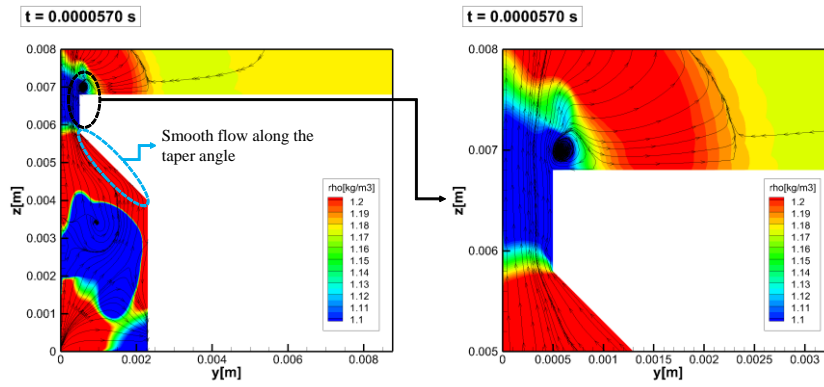 t = 0.0000570 s
t = 0.0000570 s
0.008
0.007
0.006
0.005
0.004
0.003
0.002
0.001
0
z[m]
Smooth flow along the
taper angle
rho[kg/m3]
1.2
1.19
1.18
1.17
1.16
1.15
1.14
1.13
1.12
1.11
1.1
0 0.002 0.004 0.006 0.008
y[m]
0.008
0.007
0.006
0.005
z[m]
rho[kg/m3]
1.2
1.19
1.18
1.17
1.16
1.15
1.14
1.13
1.12
1.11
1.1
0 0.0005 0.001 0.0015 0.002 0.0025 0.003
y[m]